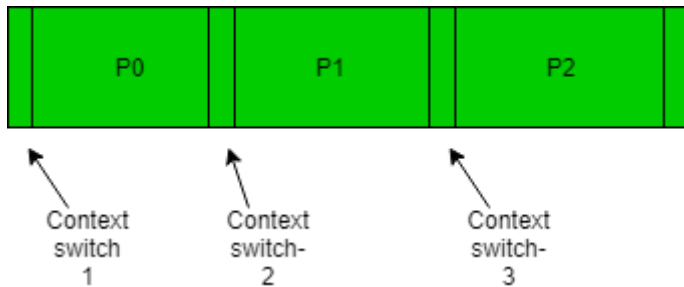 P0 P1 P2
Context Context Context
switch switch- switch-
1 2 3